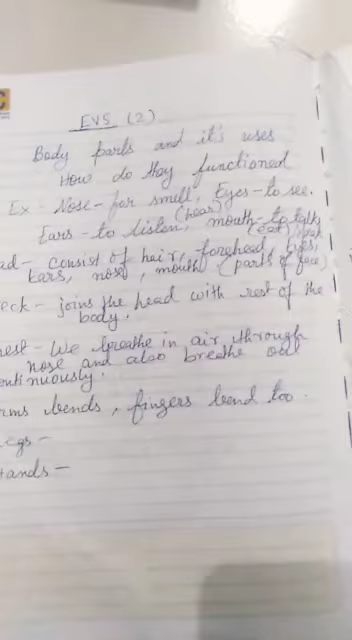 EVS (2)
Body parts and it's uses
How do they functioned
Ex - Nose - for smell, Eyes - to see.
Ears - to listen, (hear) mouth - to talk, (eat)
ad - consist of hair, forehead, eyes,
ears, nose, mouth (parts of face)
eck - joins the head with rest of the
body.
hest - We breathe in air through
nose and also breathe out
ontinuously.
rms bends, fingers bend too.
egs -
Hands -